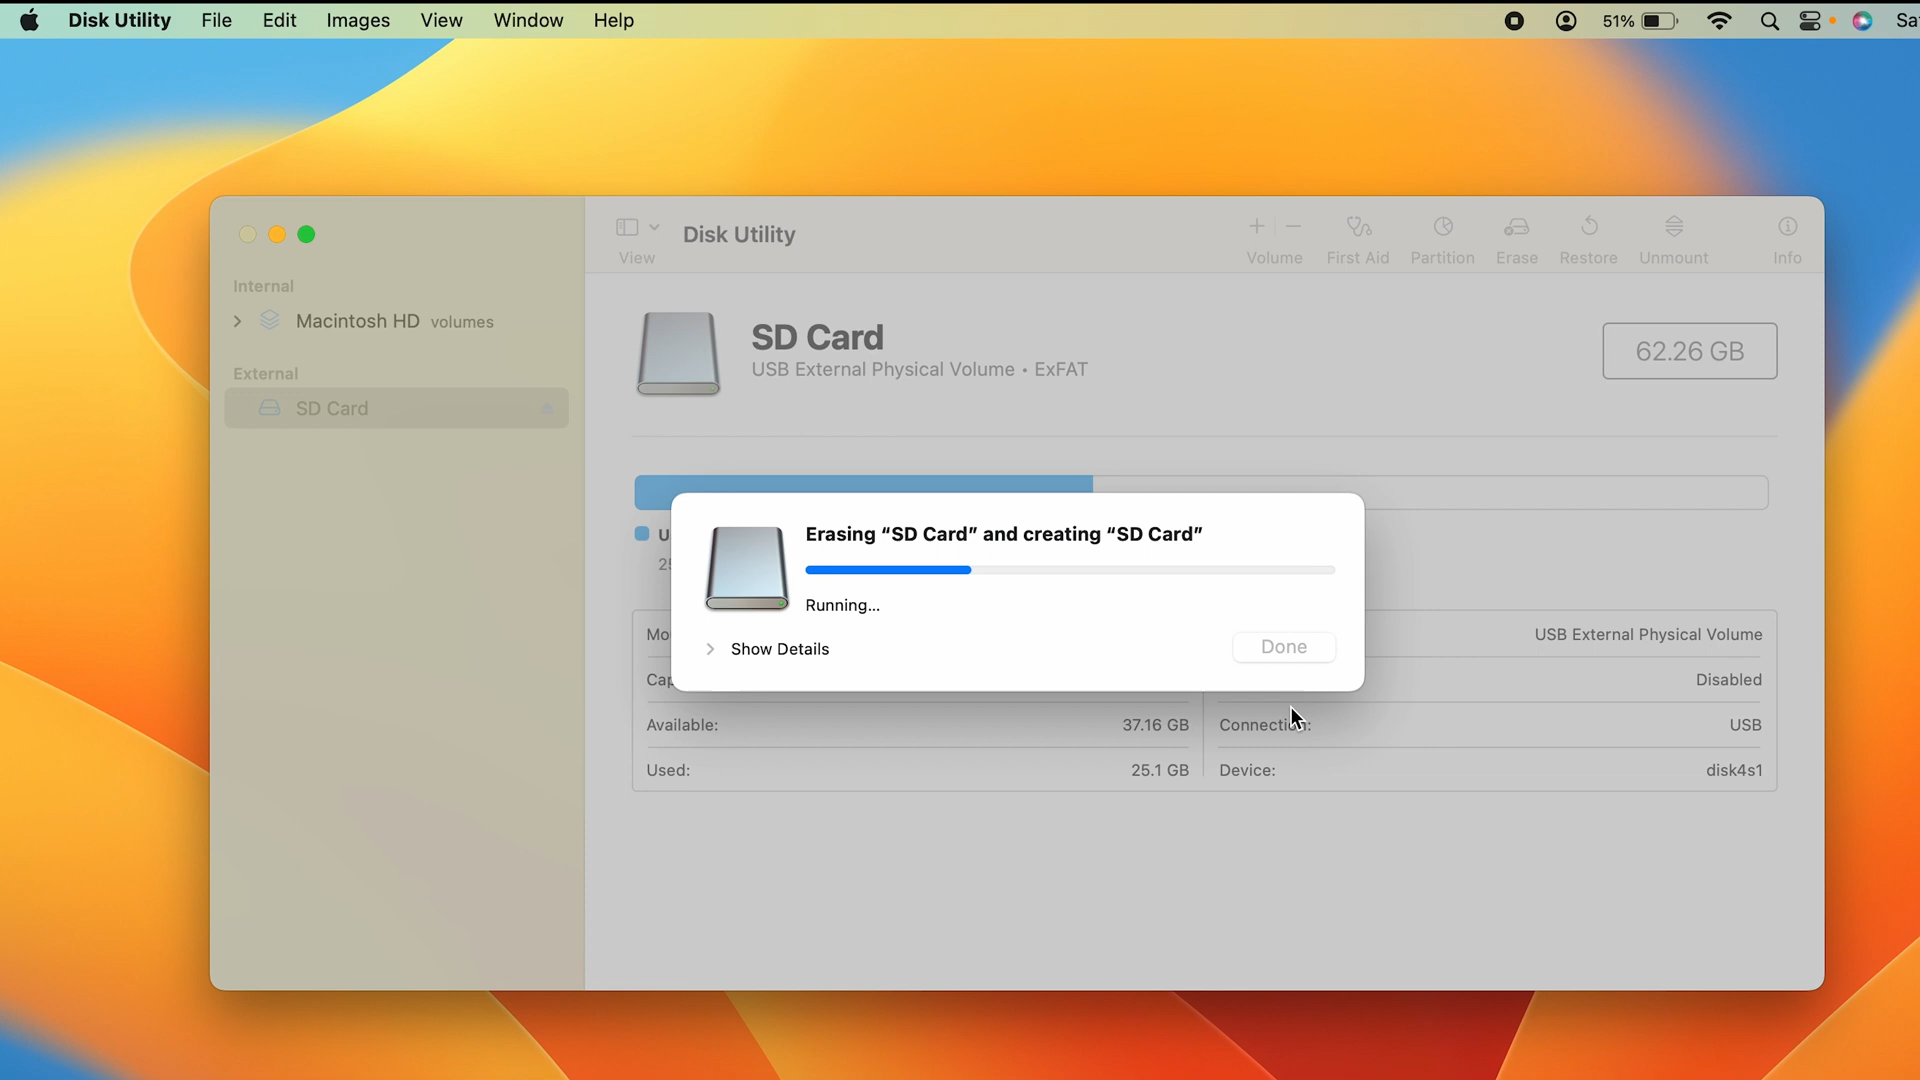 Disk Utility File Edit Images View Window Help 51%
Disk Utility
View
Volume First Aid Partition Erase Restore Unmount Info
Internal
Macintosh HD volumes
External
SD Card
SD Card
USB External Physical Volume • ExFAT
62.26 GB
Erasing “SD Card” and creating “SD Card”
Running...
Show Details
Done
USB External Physical Volume
Disabled
Available: 37.16 GB
Connection: USB
Used: 25.1 GB
Device: disk4s1